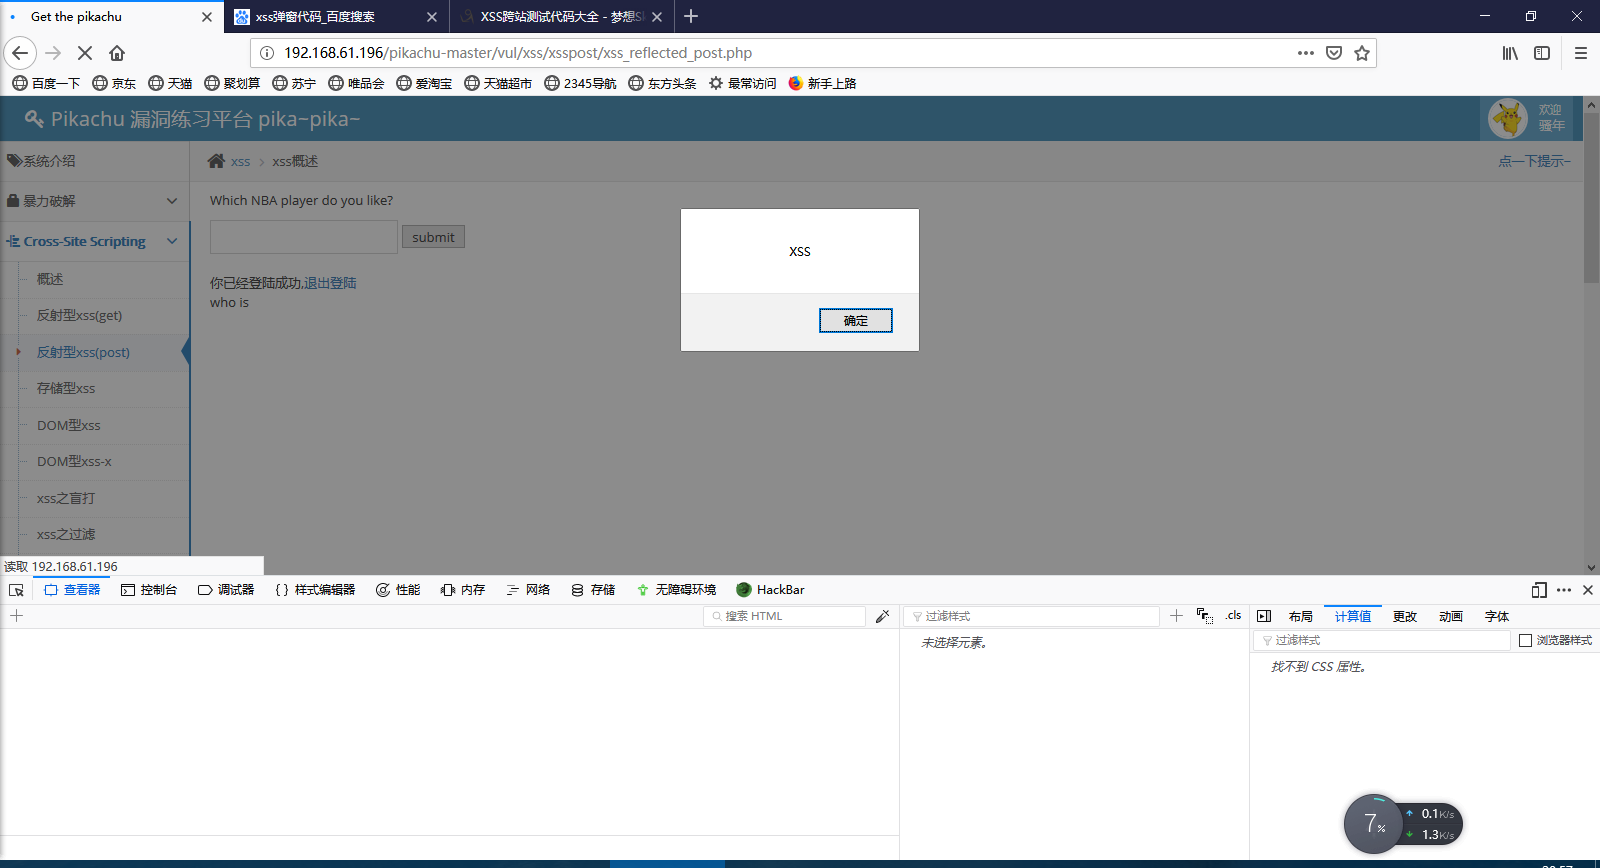 Get the pikachu
xss弹窗代码_百度搜索
XSS跨站测试代码大全 - 梦想
192.168.61.196/pikachu-master/vul/xss/xsspost/xss_reflected_post.php
百度一下 京东 天猫 聚划算 苏宁 唯品会 爱淘宝 天猫超市 2345导航 东方头条 最常访问 新手上路
Pikachu 漏洞练习平台 pika~pika~
欢迎
骚年
系统介绍
xss > xss概述
点一下提示~
暴力破解
Which NBA player do you like?
Cross-Site Scripting
submit
XSS
确定
概述
你已经登陆成功,退出登陆
who is
反射型xss(get)
反射型xss(post)
存储型xss
DOM型xss
DOM型xss-x
xss之盲打
xss之过滤
读取 192.168.61.196
查看器 控制台 调试器 {} 样式编辑器 性能 内存 网络 存储 无障碍环境 HackBar
搜索 HTML
过滤样式
.cls
布局 计算值 更改 动画 字体
未选择元素。
过滤样式
浏览器样式
找不到 CSS 属性。
7%
0.1K/s
1.3K/s